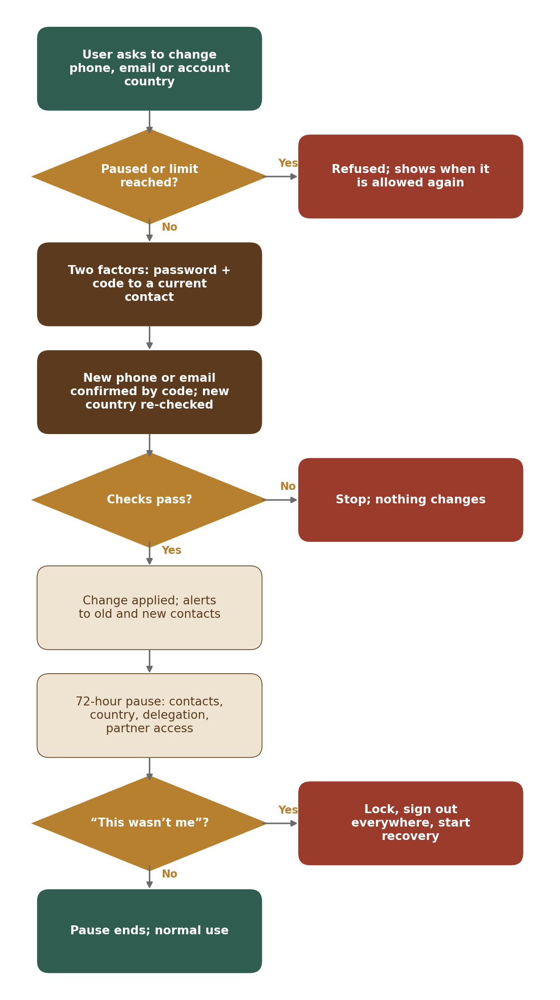 User asks to change
phone, email or account
country
Paused or limit
reached?
Yes
Refused; shows when it
is allowed again
No
Two factors: password +
code to a current
contact
New phone or email
confirmed by code; new
country re-checked
Checks pass?
No
Stop; nothing changes
Yes
Change applied; alerts
to old and new contacts
72-hour pause: contacts,
country, delegation,
partner access
“This wasn’t me”?
Yes
Lock, sign out
everywhere, start
recovery
No
Pause ends; normal use